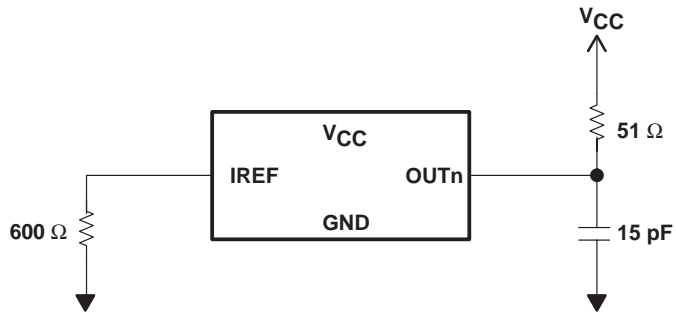 VCC
51 Ω
VCC
IREF
OUTn
600 Ω
GND
15 pF